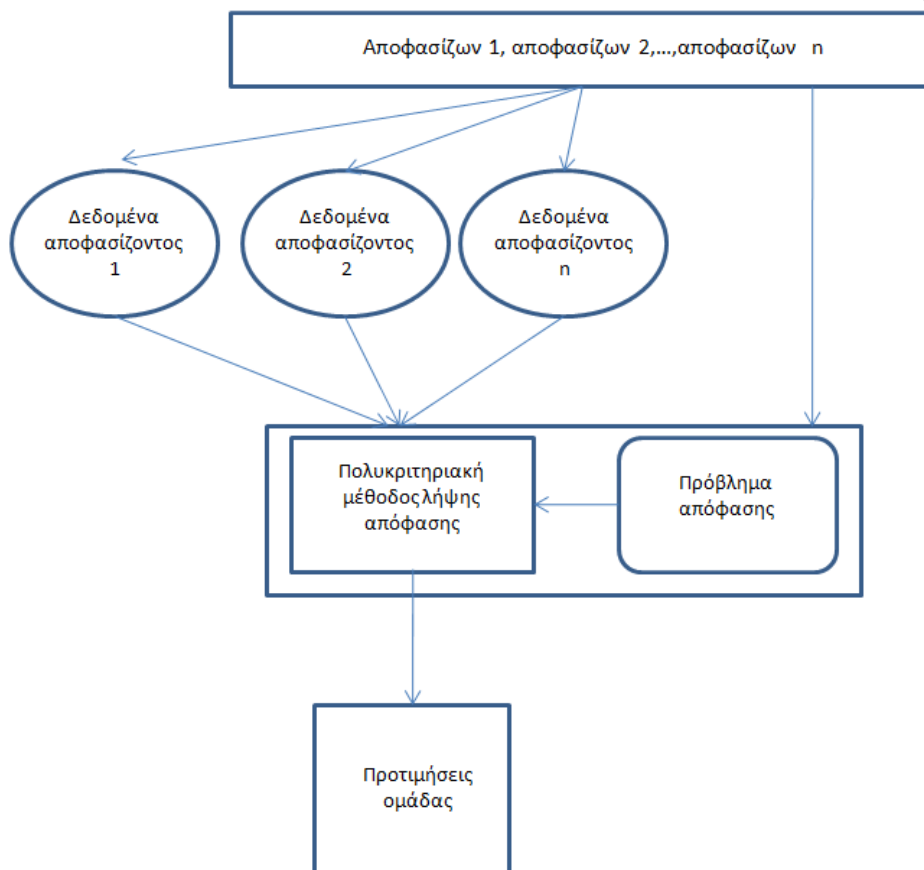 Αποφασίζων 1, αποφασίζων 2,...,αποφασίζων n
Δεδομένα
αποφασίζοντος
1
Δεδομένα
αποφασίζοντος
2
Δεδομένα
αποφασίζοντος
n
Πολυκριτηριακή
μέθοδος λήψης
απόφασης
Πρόβλημα
απόφασης
Προτιμήσεις
ομάδας